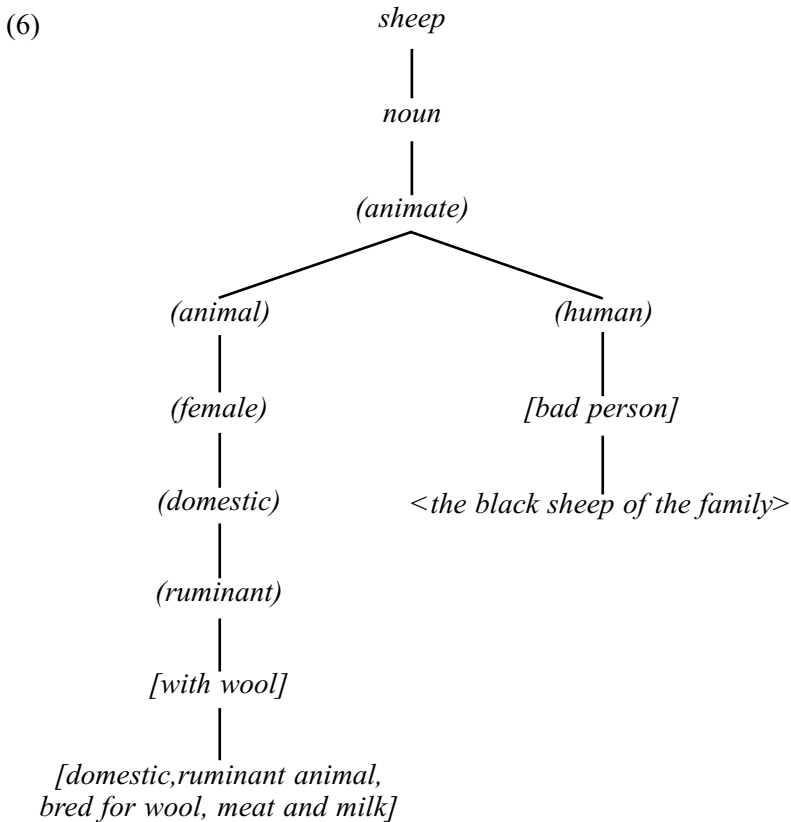 (6)
sheep
noun
(animate)
(animal)
(human)
(female)
[bad person]
(domestic)
<the black sheep of the family>
(ruminant)
[with wool]
[domestic,ruminant animal,
bred for wool, meat and milk]